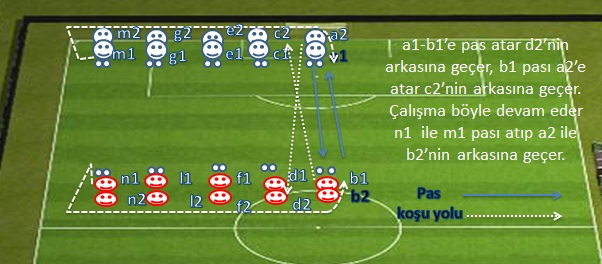 m2 g2 e2 c2 a2
m1 g1 e1 c1 1
a1-b1'e pas atar d2'nin
arkasına geçer, b1 pası a2'e
atar c2'nin arkasına geçer.
Çalışma böyle devam eder
n1 ile m1 pası atıp a2 ile
b2'nin arkasına geçer.
n1 l1 f1 d1 b1
n2 l2 f2 d2 b2
Pas
koşu yolu